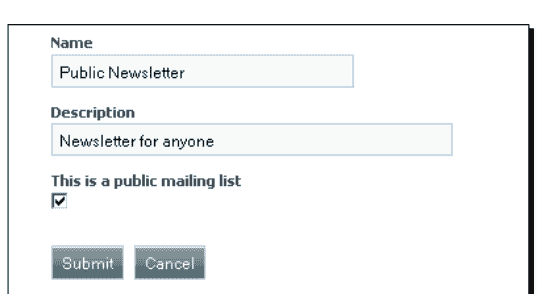 Name
Public Newsletter
Description
Newsletter for anyone
This is a public mailing list
Submit Cancel